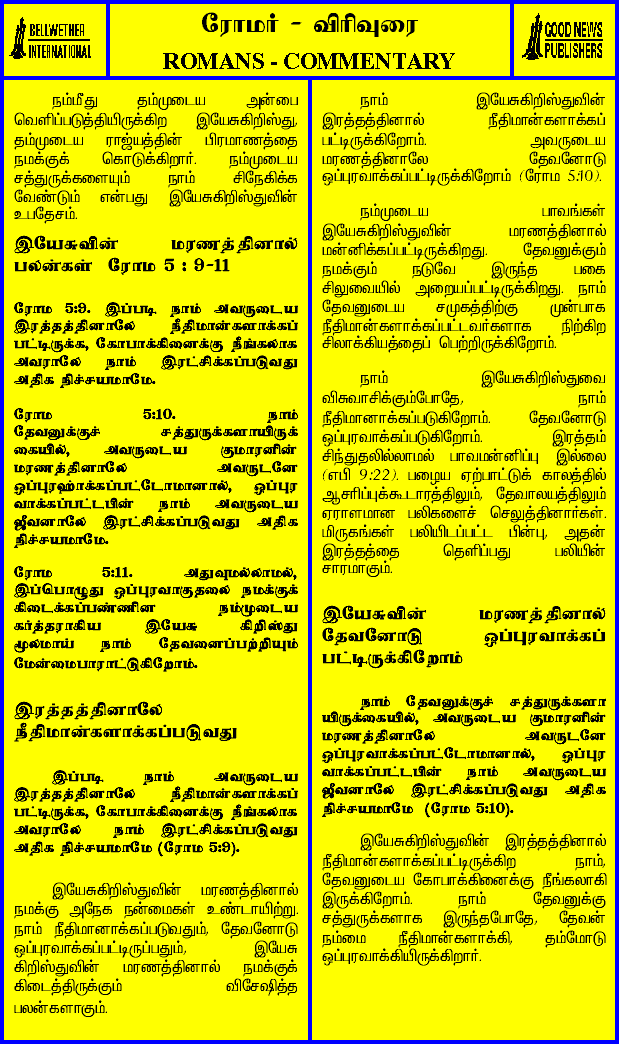 BELLWETHER
INTERNATIONAL
ரோமர் - விரிவுரை
ROMANS - COMMENTARY
GOOD NEWS
PUBLISHERS
நம்மீது தம்முடைய அன்பை
வெளிப்படுத்தியிருக்கிற இயேசுகிறிஸ்து,
தம்முடைய ராஜ்யத்தின் பிரமாணத்தை
நமக்குக் கொடுக்கிறார். நம்முடைய
சத்துருக்களையும் நாம் சிநேகிக்க
வேண்டும் என்பது இயேசுகிறிஸ்துவின்
உபதேசம்.
இயேசுவின் மரணத்தினால்
பலன்கள் ரோம 5 : 9-11
ரோம 5:9. இப்படி நாம் அவருடைய
இரத்தத்தினாலே நீதிமான்களாக்கப்
பட்டிருக்க, கோபாக்கினைக்கு நீங்கலாக
அவராலே நாம் இரட்சிக்கப்படுவது
அதிக நிச்சயமாமே.
ரோம 5:10. நாம்
தேவனுக்குச் சத்துருக்களாயிருக்
கையில், அவருடைய குமாரனின்
மரணத்தினாலே அவருடனே
ஒப்புரவாக்கப்பட்டோமானால், ஒப்புர
வாக்கப்பட்டபின் நாம் அவருடைய
ஜீவனாலே இரட்சிக்கப்படுவது அதிக
நிச்சயமாமே.
ரோம 5:11. அதுவுமல்லாமல்,
இப்பொழுது ஒப்புரவாகுதலை நமக்குக்
கிடைக்கப்பண்ணின நம்முடைய
கர்த்தராகிய இயேசு கிறிஸ்து
மூலமாய் நாம் தேவனைப்பற்றியும்
மேன்மைபாராட்டுகிறோம்.
இரத்தத்தினாலே
நீதிமான்களாக்கப்படுவது
இப்படி நாம் அவருடைய
இரத்தத்தினாலே நீதிமான்களாக்கப்
பட்டிருக்க, கோபாக்கினைக்கு நீங்கலாக
அவராலே நாம் இரட்சிக்கப்படுவது
அதிக நிச்சயமாமே (ரோம 5:9).
இயேசுகிறிஸ்துவின் மரணத்தினால்
நமக்கு அநேக நன்மைகள் உண்டாயிற்று.
நாம் நீதிமானாக்கப்படுவதும், தேவனோடு
ஒப்புரவாக்கப்பட்டிருப்பதும், இயேசு
கிறிஸ்துவின் மரணத்தினால் நமக்குக்
கிடைத்திருக்கும் விசேஷித்த
பலன்களாகும்.
நாம் இயேசுகிறிஸ்துவின்
இரத்தத்தினால் நீதிமான்களாக்கப்
பட்டிருக்கிறோம். அவருடைய
மரணத்தினாலே தேவனோடு
ஒப்புரவாக்கப்பட்டிருக்கிறோம் (ரோம 5:10).
நம்முடைய பாவங்கள்
இயேசுகிறிஸ்துவின் மரணத்தினால்
மன்னிக்கப்பட்டிருக்கிறது. தேவனுக்கும்
நமக்கும் நடுவே இருந்த பகை
சிலுவையில் அறையப்பட்டிருக்கிறது. நாம்
தேவனுடைய சமுகத்திற்கு முன்பாக
நீதிமான்களாக்கப்பட்டவர்களாக நிற்கிற
சிலாக்கியத்தைப் பெற்றிருக்கிறோம்.
நாம் இயேசுகிறிஸ்துவை
விசுவாசிக்கும்போதே, நாம்
நீதிமானாக்கப்படுகிறோம். தேவனோடு
ஒப்புரவாக்கப்படுகிறோம். இரத்தம்
சிந்துதலில்லாமல் பாவமன்னிப்பு இல்லை
(எபி 9:22). பழைய ஏற்பாட்டுக் காலத்தில்
ஆசரிப்புக்கூடாரத்திலும், தேவாலயத்திலும்
ஏராளமான பலிகளைச் செலுத்தினார்கள்.
மிருகங்கள் பலியிடப்பட்ட பின்பு, அதன்
இரத்தத்தை தெளிப்பது பலியின்
சாரமாகும்.
இயேசுவின் மரணத்தினால்
தேவனோடு ஒப்புரவாக்கப்
பட்டிருக்கிறோம்
நாம் தேவனுக்குச் சத்துருக்களா
யிருக்கையில், அவருடைய குமாரனின்
மரணத்தினாலே அவருடனே
ஒப்புரவாக்கப்பட்டோமானால், ஒப்புர
வாக்கப்பட்டபின் நாம் அவருடைய
ஜீவனாலே இரட்சிக்கப்படுவது அதிக
நிச்சயமாமே (ரோம 5:10).
இயேசுகிறிஸ்துவின் இரத்தத்தினால்
நீதிமான்களாக்கப்பட்டிருக்கிற நாம்,
தேவனுடைய கோபாக்கினைக்கு நீங்கலாகி
இருக்கிறோம். நாம் தேவனுக்கு
சத்துருக்களாக இருந்தபோதே, தேவன்
நம்மை நீதிமான்களாக்கி, தம்மோடு
ஒப்புரவாக்கியிருக்கிறார்.